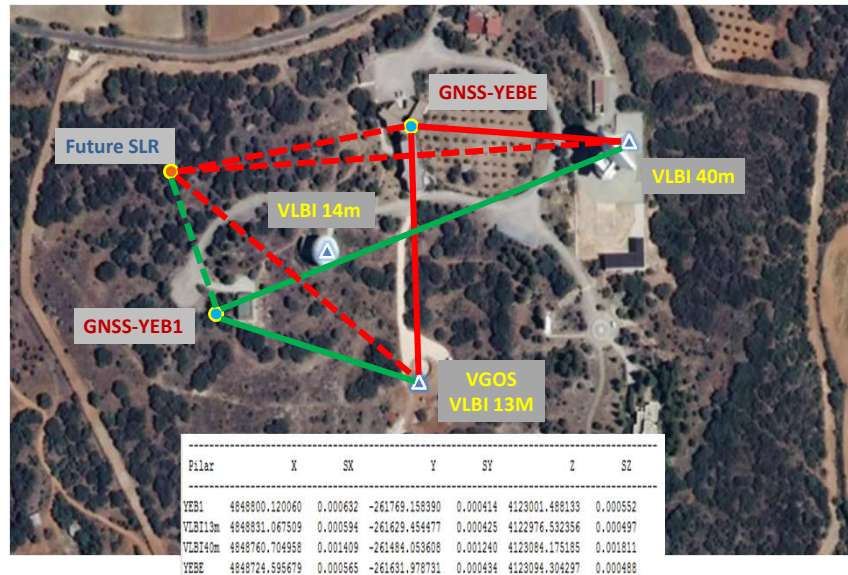 GNSS-YEBE
Future SLR
VLBI 40m
VLBI 14m
GNSS-YEB1
VGOS
VLBI 13M
Pilar X SX Y SY Z SZ
YEB1 4848800.120060 0.000632 -261769.158390 0.000414 4123001.488133 0.000552
VLBI13m 4848831.067509 0.000594 -261629.454477 0.000425 4122976.532356 0.000497
VLBI40m 4848760.704958 0.001409 -261484.053608 0.001240 4123084.175185 0.001811
YEBE 4848724.595679 0.000565 -261631.978731 0.000434 4123094.304297 0.000488